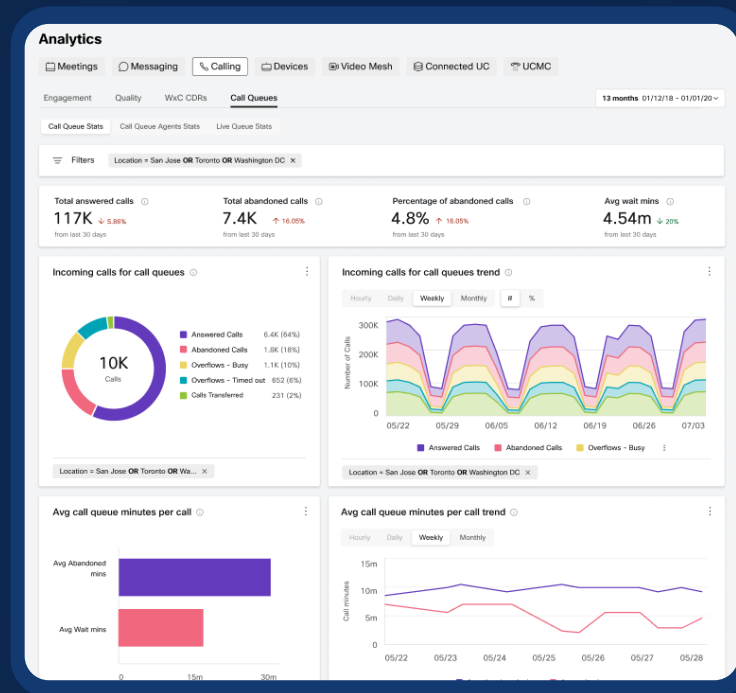 Analytics
Meetings Messaging Calling Devices Video Mesh Connected UC UCMC
Engagement Quality WxC CDRs Call Queues
13 months 01/12/18 - 01/01/20
Call Queue Stats Call Queue Agents Stats Live Queue Stats
Filters Location = San Jose OR Toronto OR Washington DC ×
Total answered calls Total abandoned calls Percentage of abandoned calls Avg wait mins
117K ↓ 5.86% 7.4K ↑ 16.05% 4.8% ↑ 16.05% 4.54m ↓ 20%
from last 30 days from last 30 days from last 30 days from last 30 days
Incoming calls for call queues
10K
Calls
Answered Calls 6.4K (64%)
Abandoned Calls 1.8K (18%)
Overflows - Busy 1.1K (10%)
Overflows - Timed out 652 (6%)
Calls Transferred 231 (2%)
Location = San Jose OR Toronto OR Wa... ×
Incoming calls for call queues trend
Hourly Daily Weekly Monthly # %
Number of Calls
300K
200K
100K
0
05/22 05/29 06/05 06/12 06/19 06/26 07/03
Answered Calls Abandoned Calls Overflows - Busy
Location = San Jose OR Toronto OR Washington DC ×
Avg call queue minutes per call
Avg Abandoned
mins
Avg Wait mins
0 15m 30m
Avg call queue minutes per call trend
Hourly Daily Weekly Monthly
Call minutes
15m
10m
5m
0
05/22 05/23 05/24 05/25 05/26 05/27 05/28